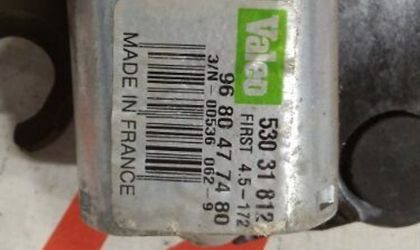 Valeo
530 31 812
FIRST 4.5-172
96 80 47 74 80
3/N-00536 062-9
MADE IN FRANCE